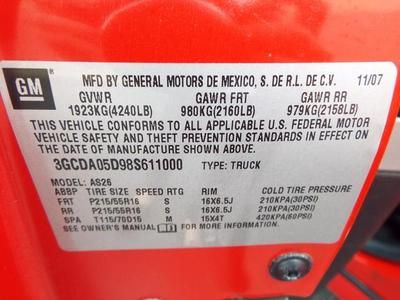 GM
MFD BY GENERAL MOTORS DE MEXICO, S. DE R.L. DE C.V. 11/07
GVWR GAWR FRT GAWR RR
1923KG(4240LB) 980KG(2160LB) 979KG(2158LB)
THIS VEHICLE CONFORMS TO ALL APPLICABLE U.S. FEDERAL MOTOR
VEHICLE SAFETY AND THEFT PREVENTION STANDARDS IN EFFECT ON
THE DATE OF MANUFACTURE SHOWN ABOVE.
3GCDA05D98S611000 TYPE: TRUCK
MODEL: AS26
ABBP TIRE SIZE SPEED RTG RIM COLD TIRE PRESSURE
FRT P215/55R16 S 16X6.5J 210KPA(30PSI)
RR P215/55R16 S 16X6.5J 210KPA(30PSI)
SP T115/70D15 M 15X4T 420KPA(60PSI)
SEE OWNER'S MANUAL FOR MORE INFORMATION.